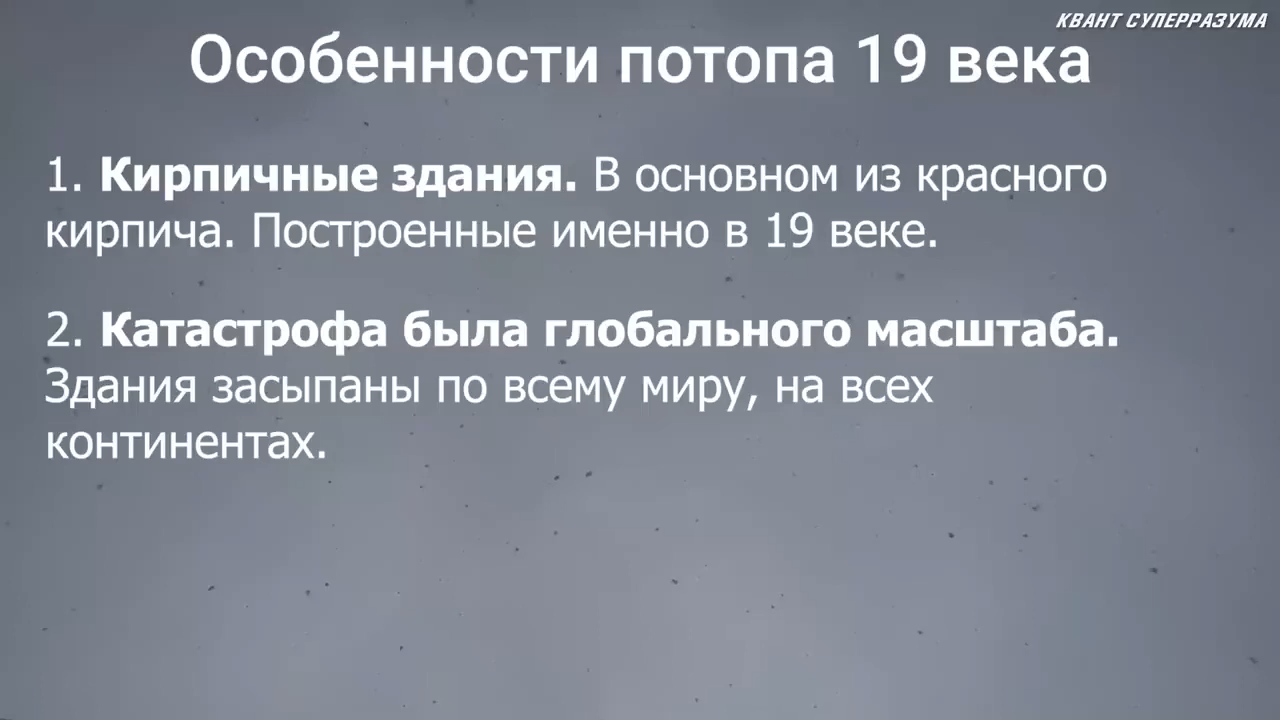 КВАНТ СУПЕРРАЗУМА
Особенности потопа 19 века
1. Кирпичные здания. В основном из красного
кирпича. Построенные именно в 19 веке.
2. Катастрофа была глобального масштаба.
Здания засыпаны по всему миру, на всех
континентах.